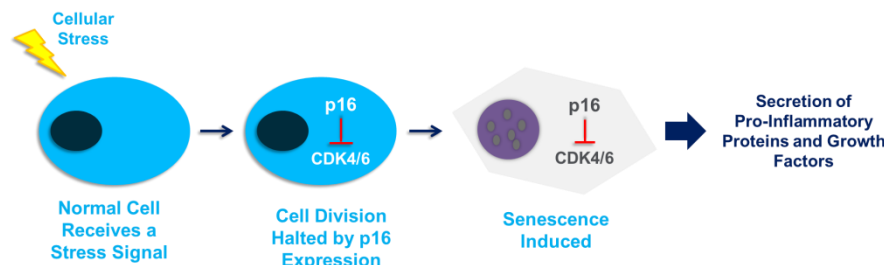 Cellular
Stress
p16
CDK4/6
p16
CDK4/6
Secretion of
Pro-Inflammatory
Proteins and Growth
Factors
Normal Cell
Receives a
Stress Signal
Cell Division
Halted by p16
Expression
Senescence
Induced